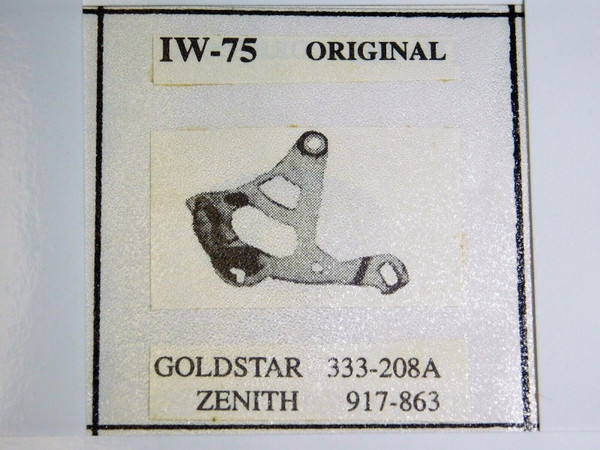 IW-75 ORIGINAL
GOLDSTAR 333-208A
ZENITH 917-863